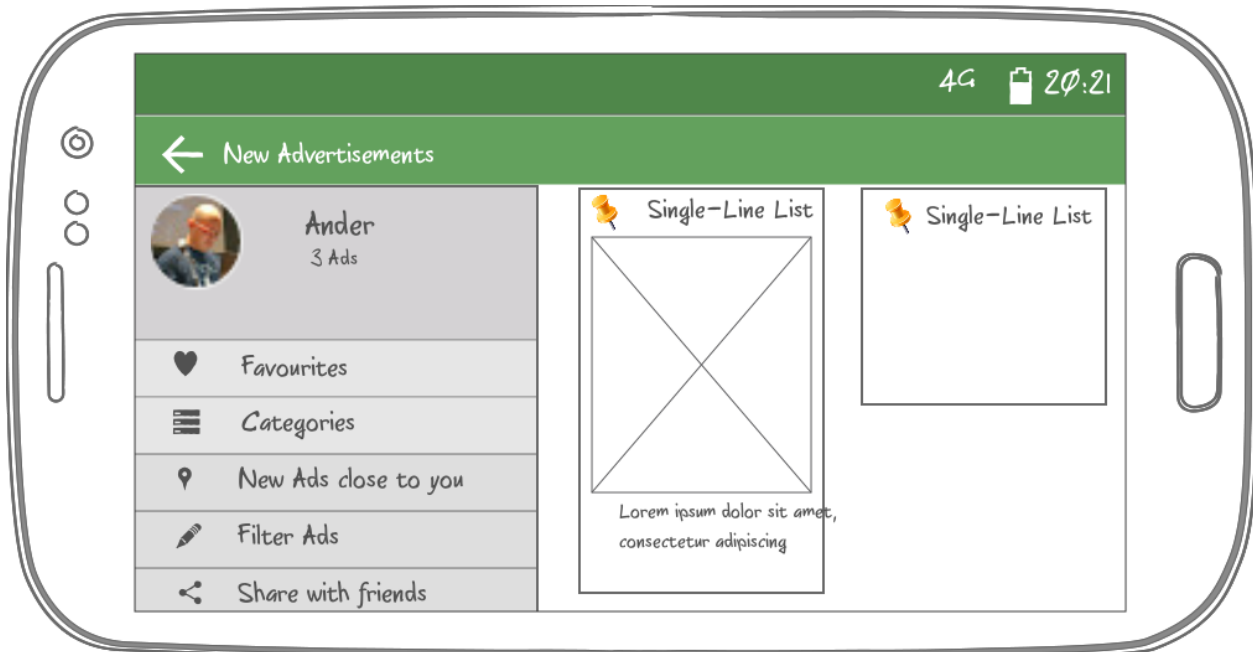 4G 20:21
New Advertisements
Ander
3 Ads
Favourites
Categories
New Ads close to you
Filter Ads
Share with friends
Single-Line List
Lorem ipsum dolor sit amet,
consectetur adipiscing
Single-Line List